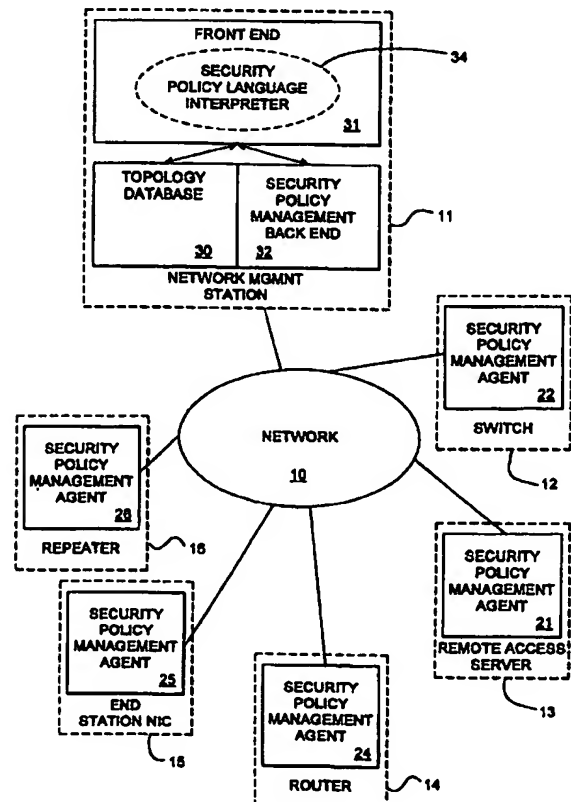 FRONT END
34
SECURITY
POLICY LANGUAGE
INTERPRETER
31
TOPOLOGY
DATABASE
30
SECURITY
POLICY
MANAGEMENT
BACK END
32
11
NETWORK MGMNT
STATION
SECURITY
POLICY
MANAGEMENT
AGENT
22
SWITCH
12
NETWORK
10
SECURITY
POLICY
MANAGEMENT
AGENT
26
REPEATER
16
SECURITY
POLICY
MANAGEMENT
AGENT
21
REMOTE ACCESS
SERVER
13
SECURITY
POLICY
MANAGEMENT
AGENT
25
END
STATION NIC
15
SECURITY
POLICY
MANAGEMENT
AGENT
24
ROUTER
14